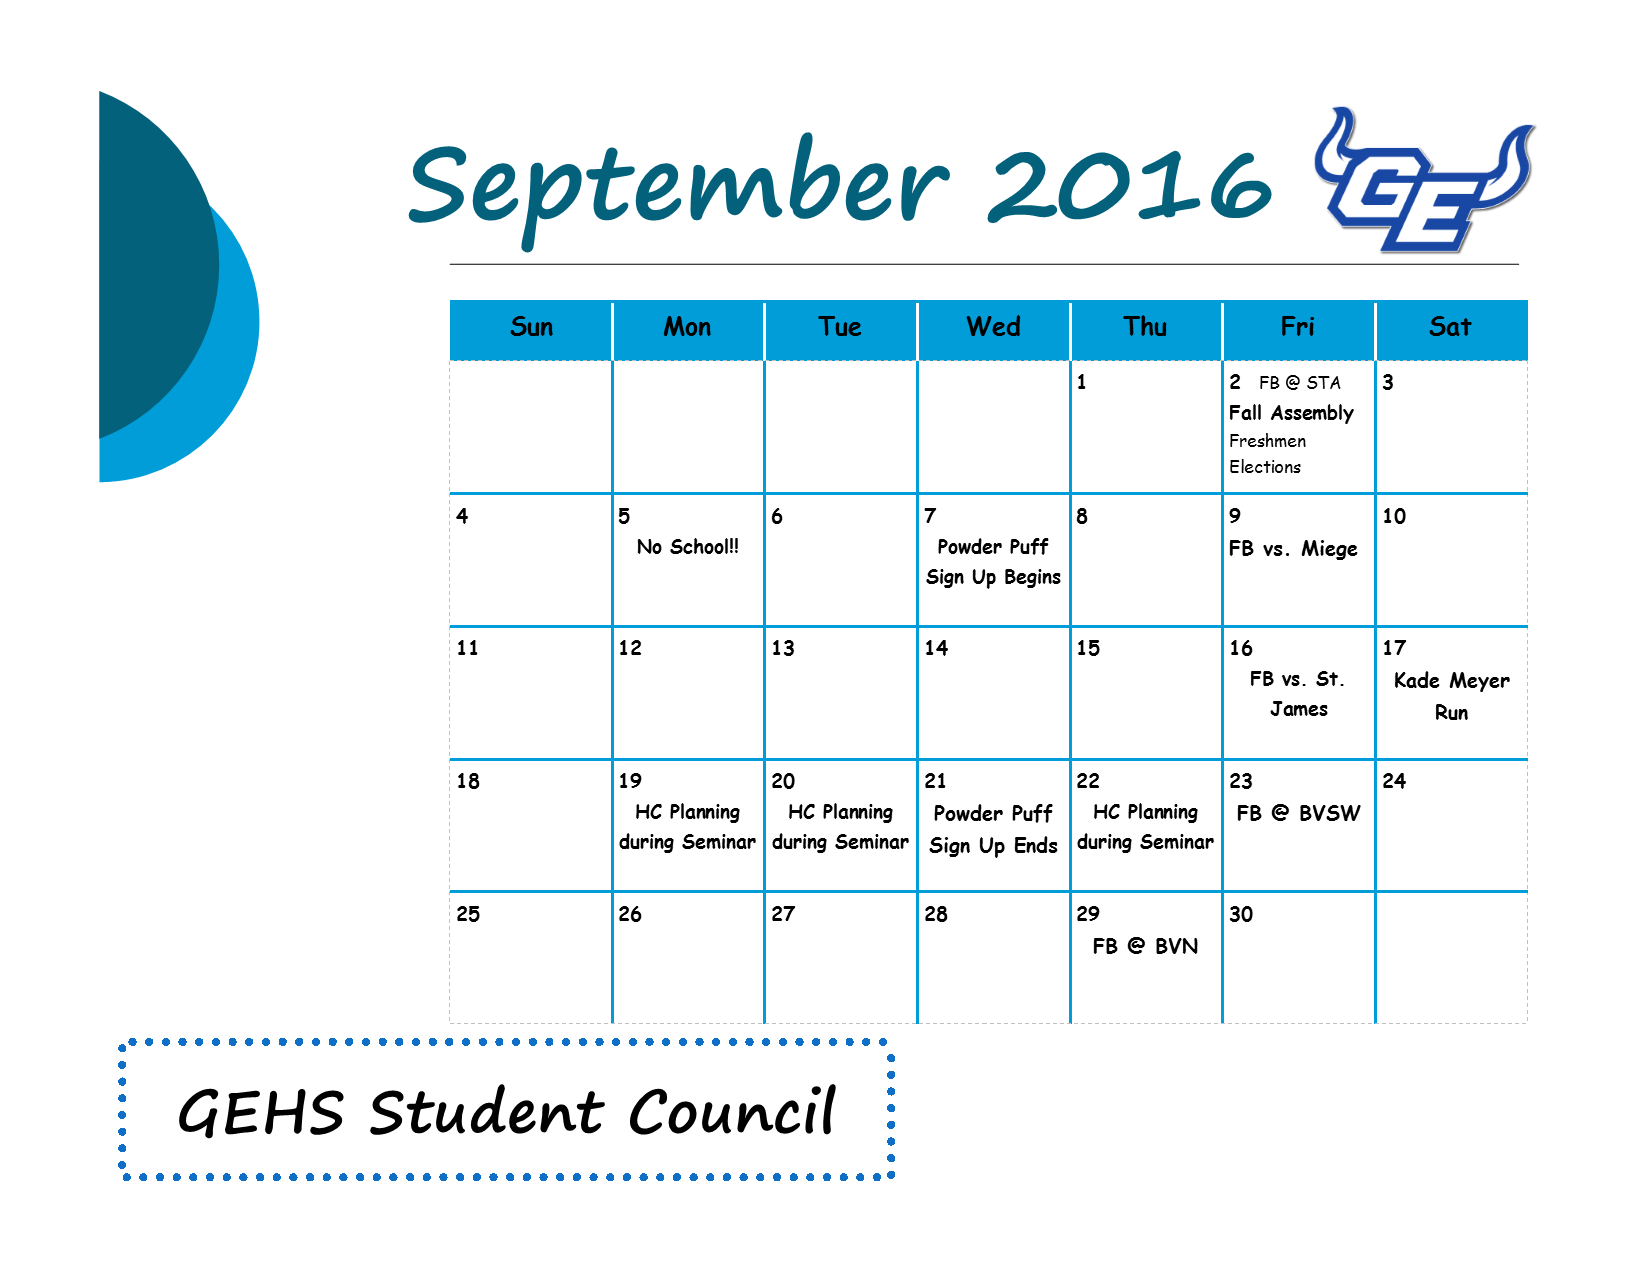 September 2016
GE
Sun Mon Tue Wed Thu Fri Sat
1
2 FB @ STA
Fall Assembly
Freshmen
Elections
3
4
5
No School!!
6
7
Powder Puff
Sign Up Begins
8
9
FB vs. Miege
10
11
12
13
14
15
16
FB vs. St.
James
17
Kade Meyer
Run
18
19
HC Planning
during Seminar
20
HC Planning
during Seminar
21
Powder Puff
Sign Up Ends
22
HC Planning
during Seminar
23
FB @ BVSW
24
25
26
27
28
29
FB @ BVN
30
GEHS Student Council